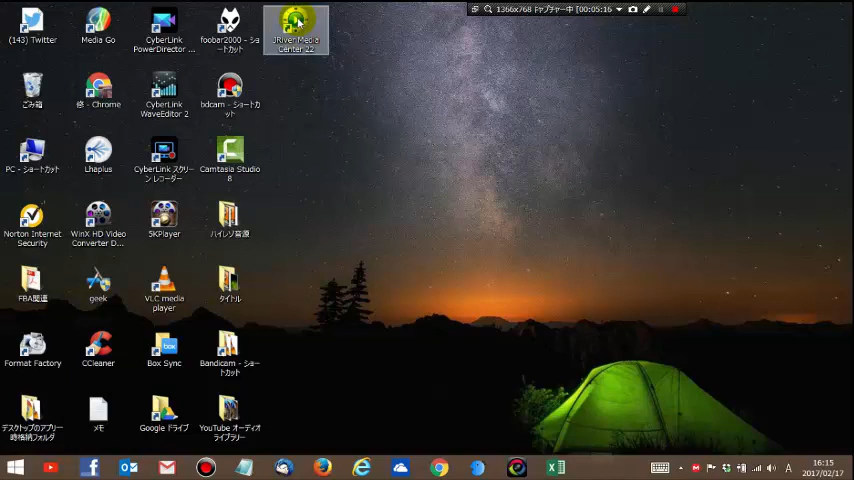 1366x768 ﾄｬﾌﾟﾁｬｰ中 [00:05:16]
(143) Twitter
Media Go
CyberLink
PowerDirector ...
foobar2000 - ショ
ートカット
JRiver Media
Center 22
ごみ箱
修 - Chrome
CyberLink
WaveEditor 2
bdcam - ショートカ
ット
PC - ショートカット
Lhaplus
CyberLink スクリー
ン レコーダー
Camtasia Studio
8
Norton Internet
Security
WinX HD Video
Converter D...
5KPlayer
ハイレゾ音源
FBA関連
geek
VLC media
player
タイトル
Format Factory
CCleaner
Box Sync
box
Bandicam - ショー
トカット
デスクトップのアプリ一
時格納フォルダ
メモ
Google ドライブ
YouTube オーディオ
ライブラリー
A
16:15
2017/02/17